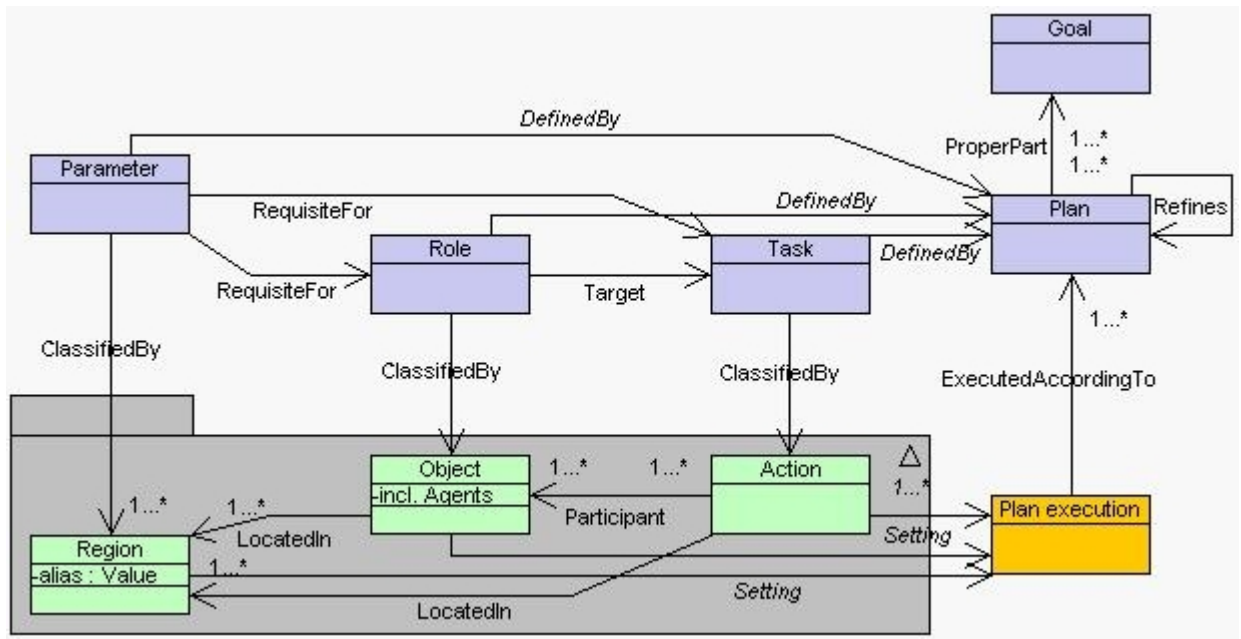 Goal
DefinedBy
ProperPart
1...*
1...*
Parameter
RequisiteFor
DefinedBy
Plan
Refines
Role
Task
DefinedBy
RequisiteFor
Target
1...*
ClassifiedBy
ClassifiedBy
ClassifiedBy
ExecutedAccordingTo
Object
1...*
1...*
Action
1...*
-incl. Agents
1...*
1...*
Plan execution
Participant
LocatedIn
Setting
Region
1...*
-alias : Value
Setting
LocatedIn